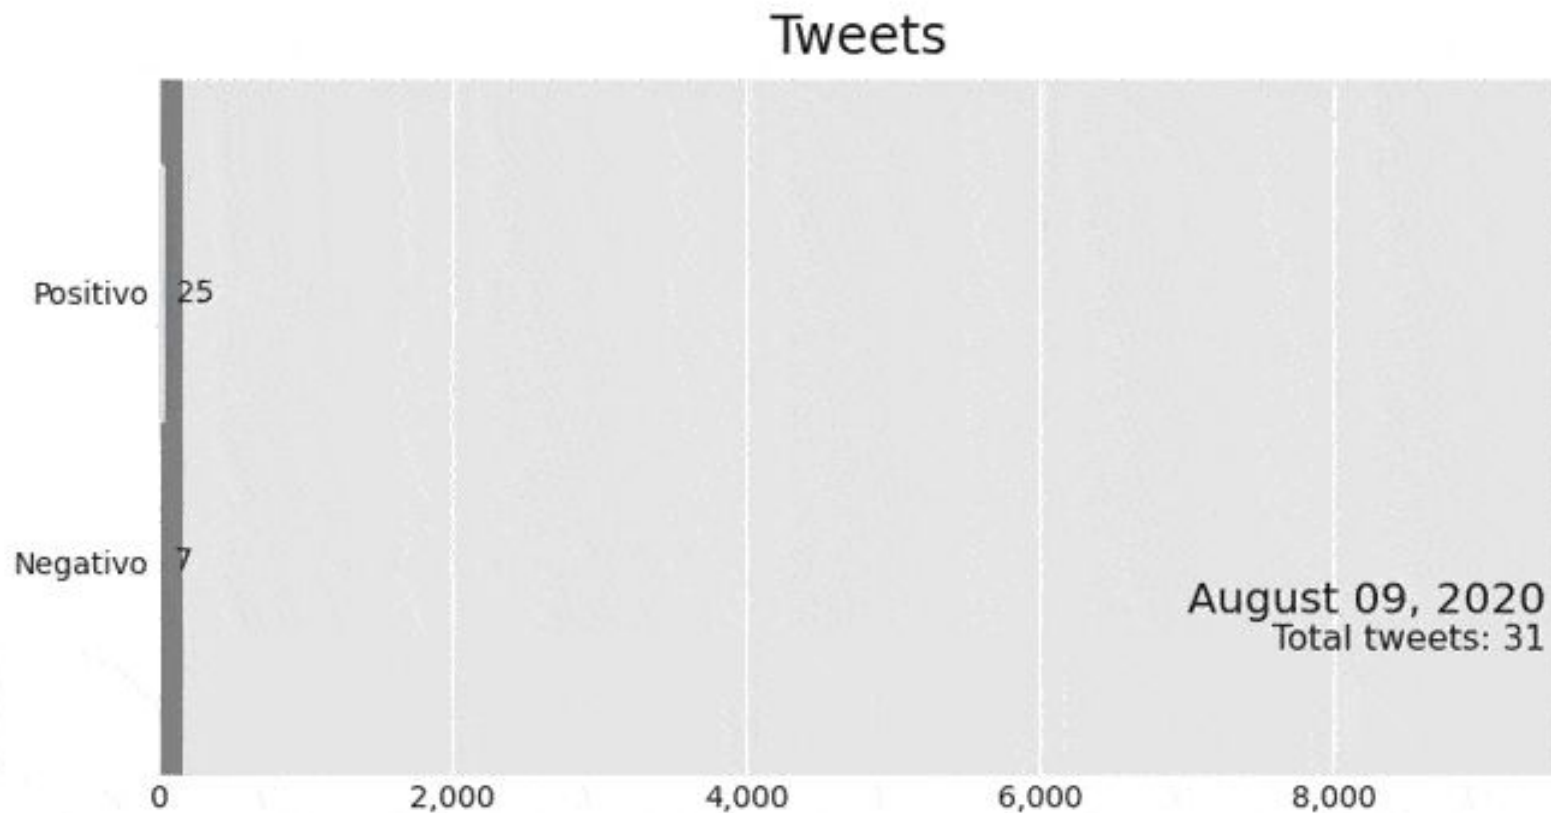 Tweets
Positivo 25
Negativo 7
August 09, 2020
Total tweets: 31
0 2,000 4,000 6,000 8,000